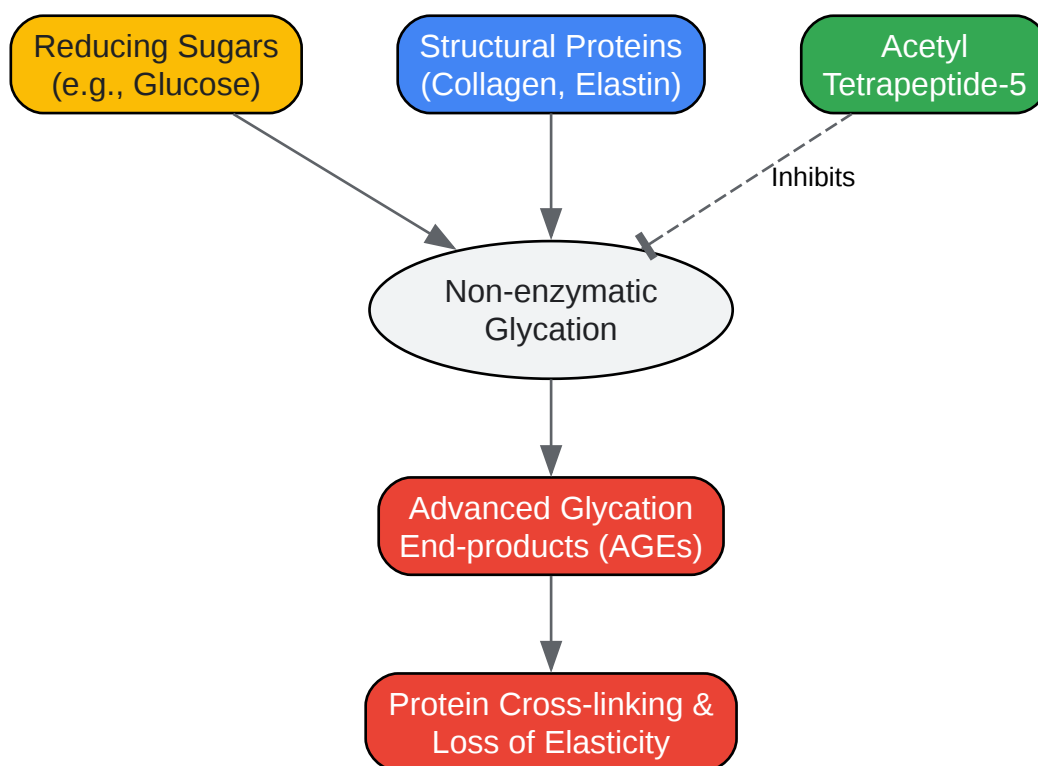 Reducing Sugars
(e.g., Glucose)
Structural Proteins
(Collagen, Elastin)
Acetyl
Tetrapeptide-5
Inhibits
Non-enzymatic
Glycation
Advanced Glycation
End-products (AGEs)
Protein Cross-linking &
Loss of Elasticity